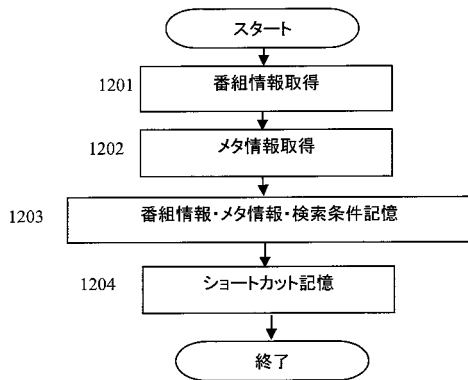 スタート
1201
番組情報取得
1202
メタ情報取得
1203
番組情報・メタ情報・検索条件記憶
1204
ショートカット記憶
終了